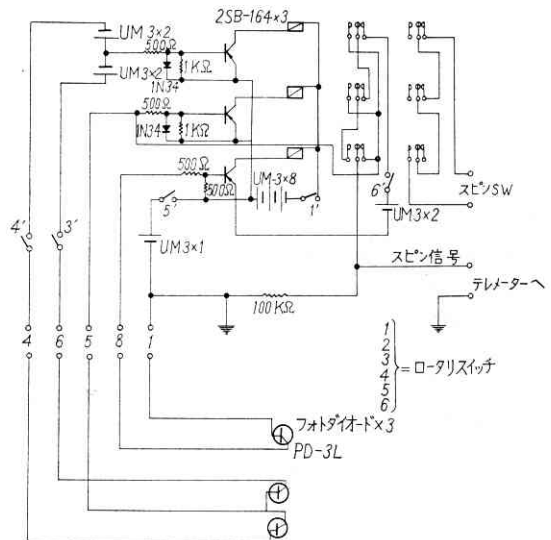 2SB-164×3
UM3×2
500Ω
1KΩ
1N34
UM3×2
500Ω
1KΩ
1N34
500Ω
500Ω
UM-3×8
1'
5'
6'
UM3×2
スピンSW
4'
3'
UM3×1
スピン信号
100KΩ
テレメーターへ
4
6
5
8
1
1
2
3
4
5
6
=ロータリスイッチ
フォトダイオード×3
PD-3L